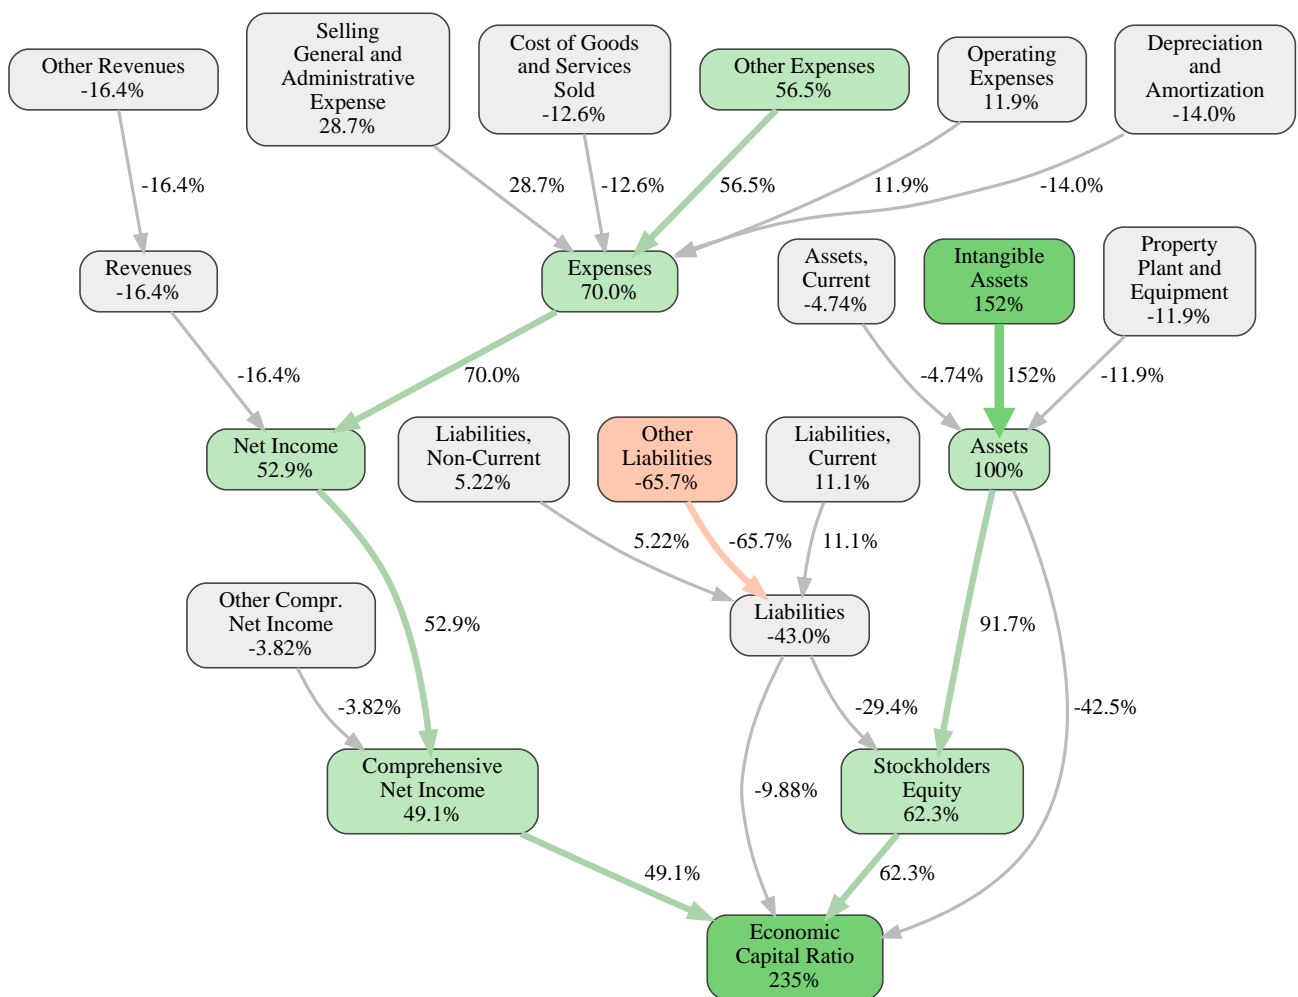 Other Revenues
-16.4%
Selling
General and
Administrative
Expense
28.7%
Cost of Goods
and Services
Sold
-12.6%
Other Expenses
56.5%
Operating
Expenses
11.9%
Depreciation
and
Amortization
-14.0%
-16.4%
28.7%
-12.6%
56.5%
11.9%
-14.0%
Revenues
-16.4%
Expenses
70.0%
Assets,
Current
-4.74%
Intangible
Assets
152%
Property
Plant and
Equipment
-11.9%
-16.4%
70.0%
-4.74%
152%
-11.9%
Net Income
52.9%
Liabilities,
Non-Current
5.22%
Other
Liabilities
-65.7%
Liabilities,
Current
11.1%
Assets
100%
5.22%
-65.7%
11.1%
Other Compr.
Net Income
-3.82%
52.9%
Liabilities
-43.0%
91.7%
-3.82%
-29.4%
-42.5%
Comprehensive
Net Income
49.1%
-9.88%
Stockholders
Equity
62.3%
49.1%
62.3%
Economic
Capital Ratio
235%